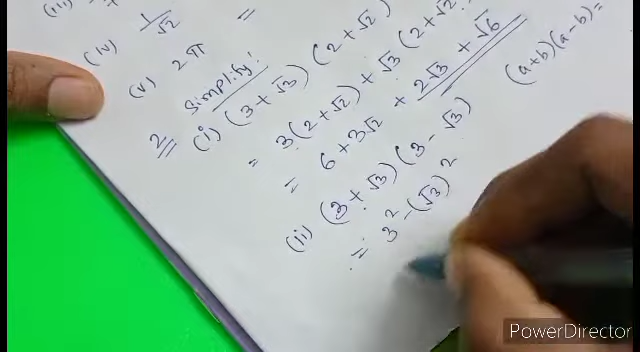 (iii)
(iv) 1/√2 =
(v) 2π
2 Simplify:
(i) (3+√3) (2+√2)
= 3(2+√2) + √3 (2+√2
= 6 + 3√2 + 2√3 + √6
(a+b)(a-b)=
(ii) (3+√3) (3-√3)
= 3² - (√3)²
PowerDirector